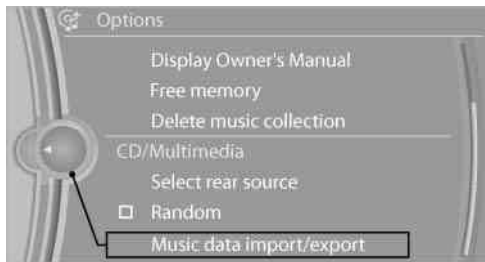 Options
Display Owner's Manual
Free memory
Delete music collection
CD/Multimedia
Select rear source
Random
Music data import/export